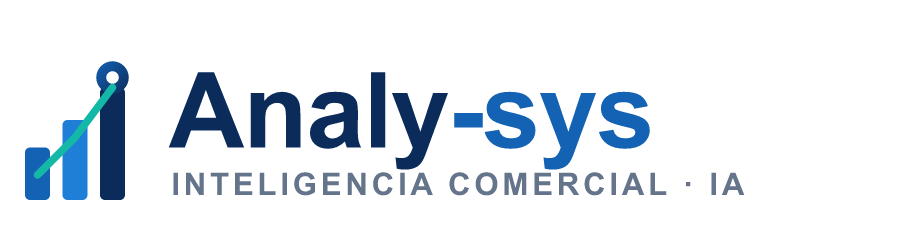 Analy-sys
INTELIGENCIA COMERCIAL · IA